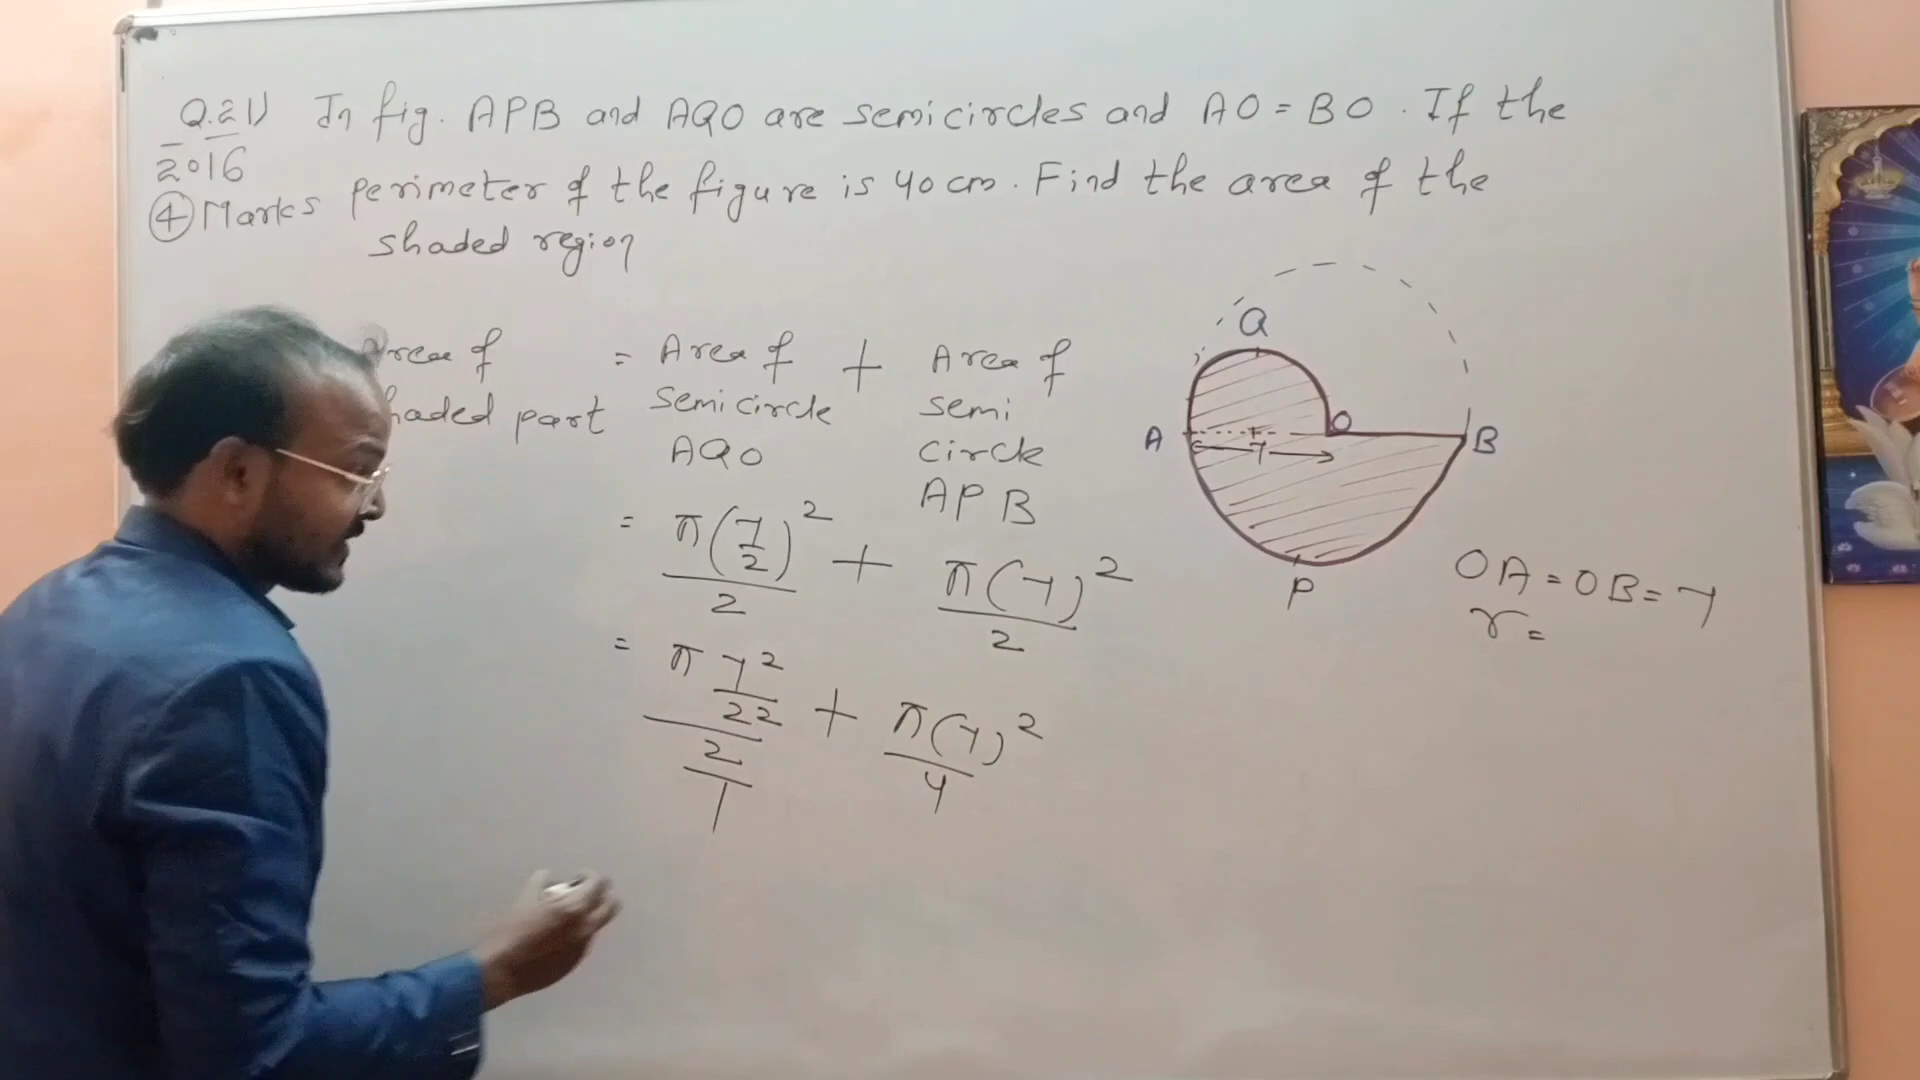 Q.21) In fig. APB and AQO are semicircles and AO = BO . If the
2016
④ Marks perimeter of the figure is 40 cm. Find the area of the
shaded region
Area of = Area of + Area of
haded part semicircle semi
AQO circle
APB
= π(7/2)²/2 + π(7)²/2
= π 7²/2²/2/1 + π(7)²/4
Q
A O B
7
P
OA = OB = 7
r =